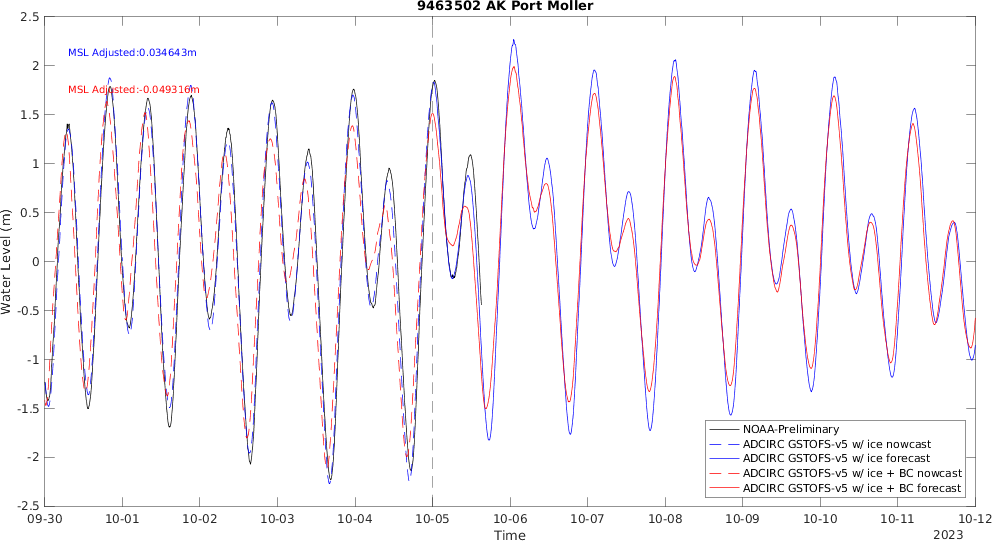 9463502 AK Port Moller
2.5
2
1.5
1
0.5
0
-0.5
-1
-1.5
-2
-2.5
Water Level (m)
MSL Adjusted:0.034643m
MSL Adjusted:-0.049316m
NOAA-Preliminary
ADCIRC GSTOFS-v5 w/ ice nowcast
ADCIRC GSTOFS-v5 w/ ice forecast
ADCIRC GSTOFS-v5 w/ ice + BC nowcast
ADCIRC GSTOFS-v5 w/ ice + BC forecast
09-30 10-01 10-02 10-03 10-04 10-05 10-06 10-07 10-08 10-09 10-10 10-11 10-12
Time
2023